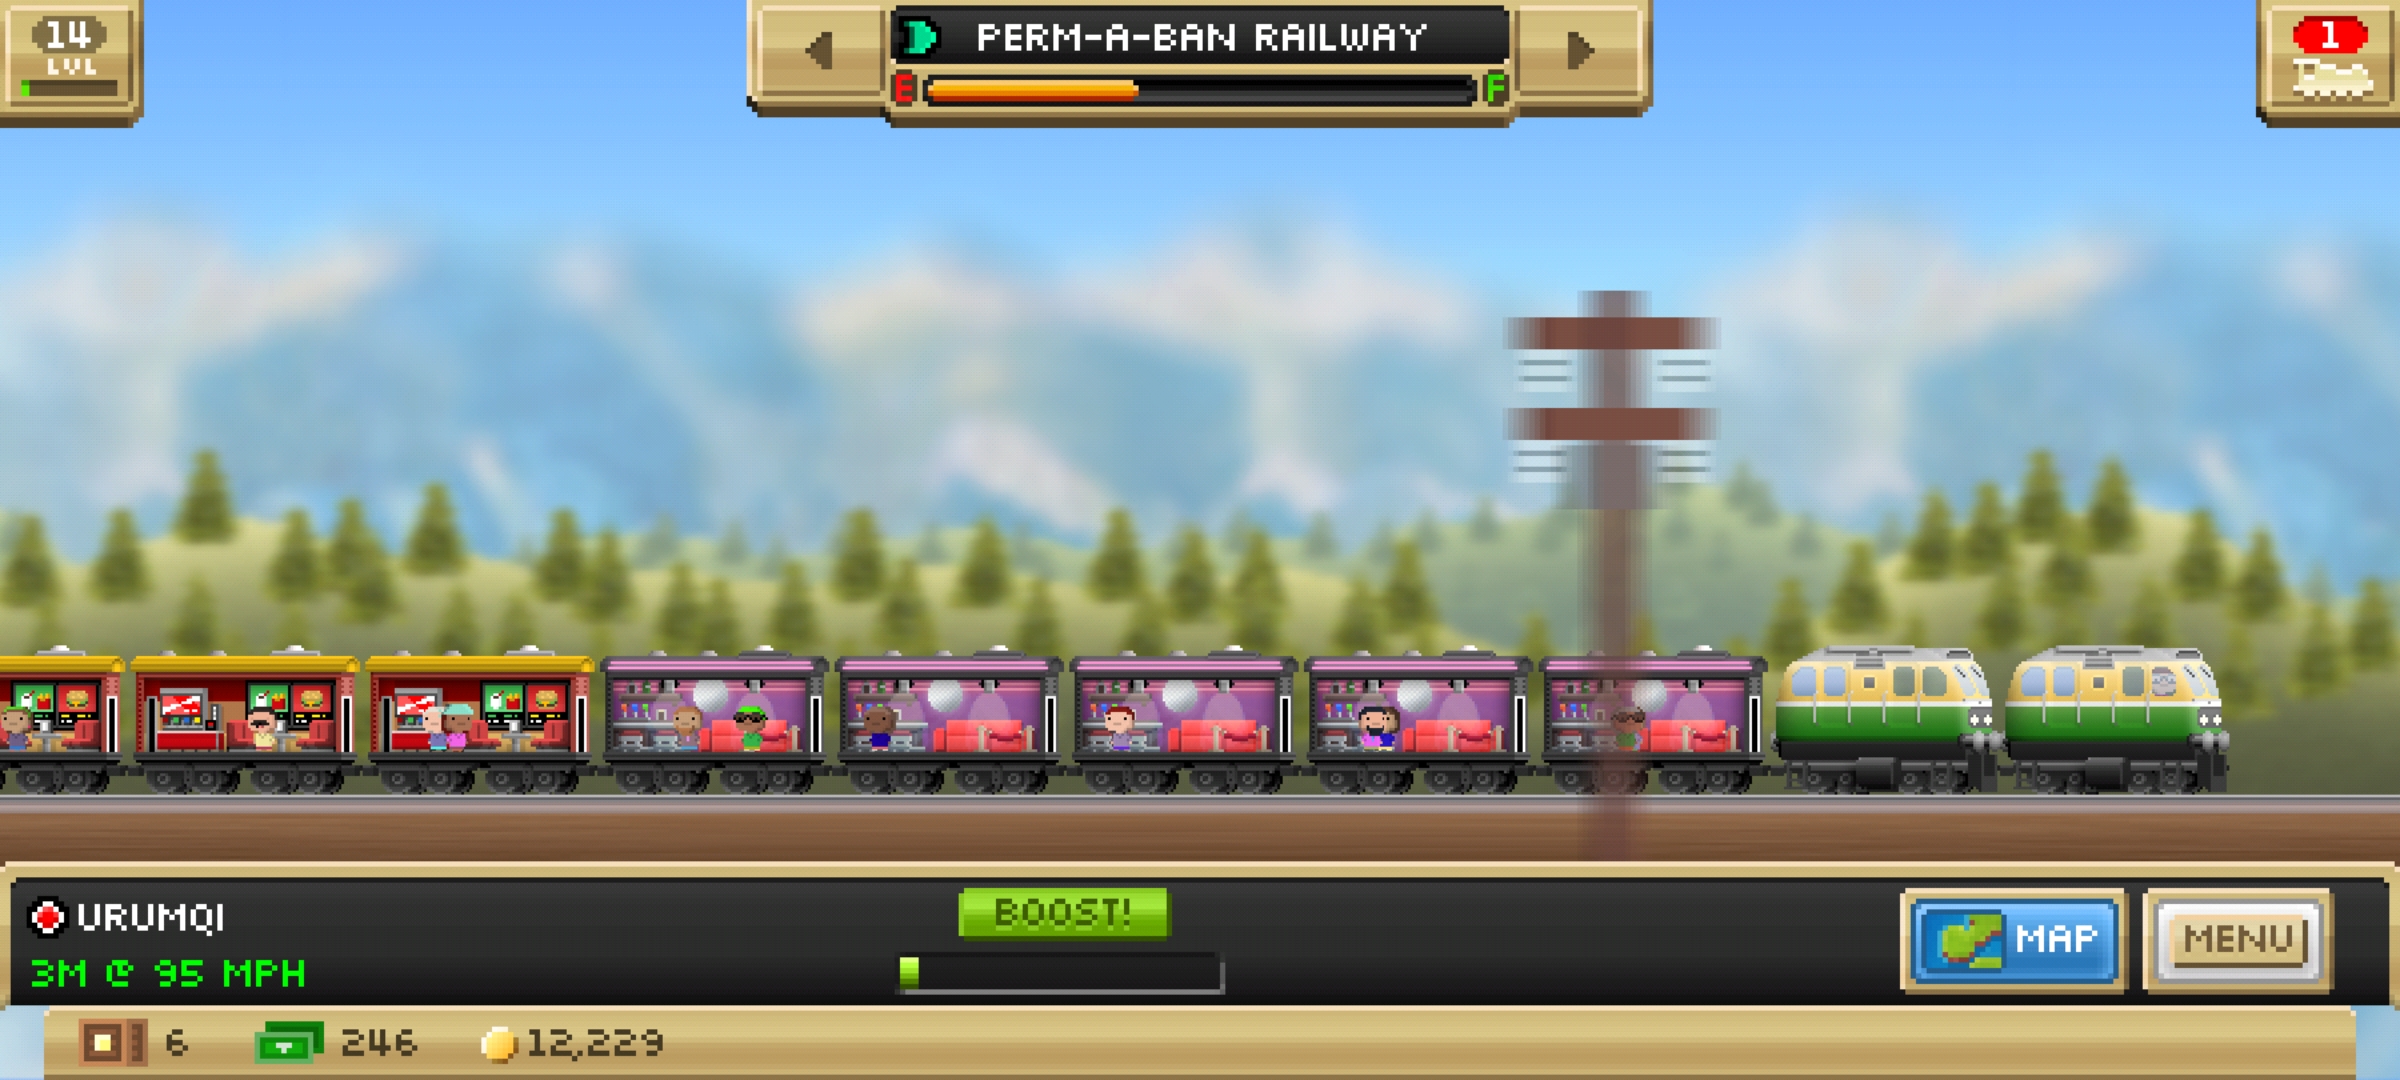 14
LVL
PERM-A-BAN RAILWAY
E F
1
URUMQI
3M @ 95 MPH
BOOST!
MAP
MENU
6 246 12,229